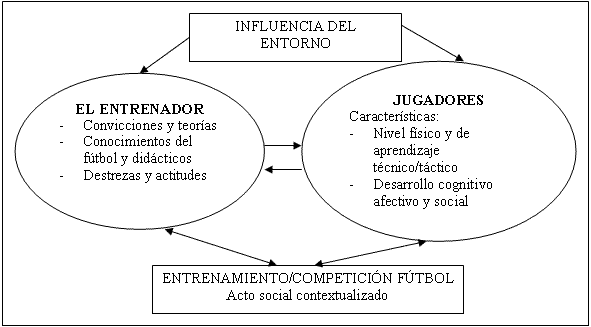 INFLUENCIA DEL
ENTORNO
EL ENTRENADOR
- Convicciones y teorías
- Conocimientos del
fútbol y didácticos
- Destrezas y actitudes
JUGADORES
Características:
- Nivel físico y de
aprendizaje
técnico/táctico
- Desarrollo cognitivo
afectivo y social
ENTRENAMIENTO/COMPETICIÓN FÚTBOL
Acto social contextualizado